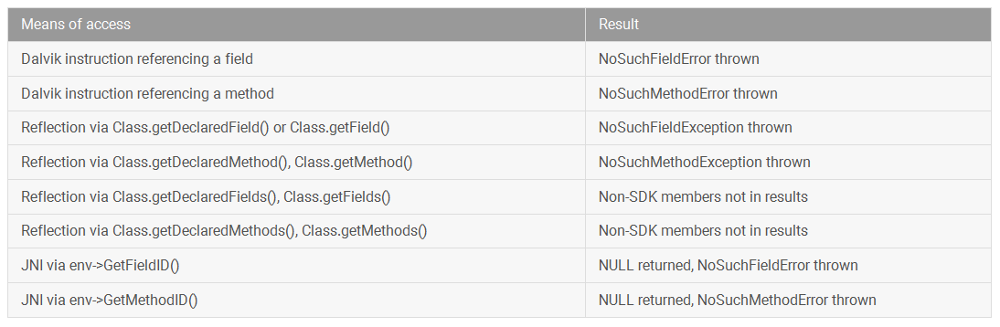 Means of access Result
Dalvik instruction referencing a field NoSuchFieldError thrown
Dalvik instruction referencing a method NoSuchMethodError thrown
Reflection via Class.getDeclaredField() or Class.getField() NoSuchFieldException thrown
Reflection via Class.getDeclaredMethod(), Class.getMethod() NoSuchMethodException thrown
Reflection via Class.getDeclaredFields(), Class.getFields() Non-SDK members not in results
Reflection via Class.getDeclaredMethods(), Class.getMethods() Non-SDK members not in results
JNI via env->GetFieldID() NULL returned, NoSuchFieldError thrown
JNI via env->GetMethodID() NULL returned, NoSuchMethodError thrown